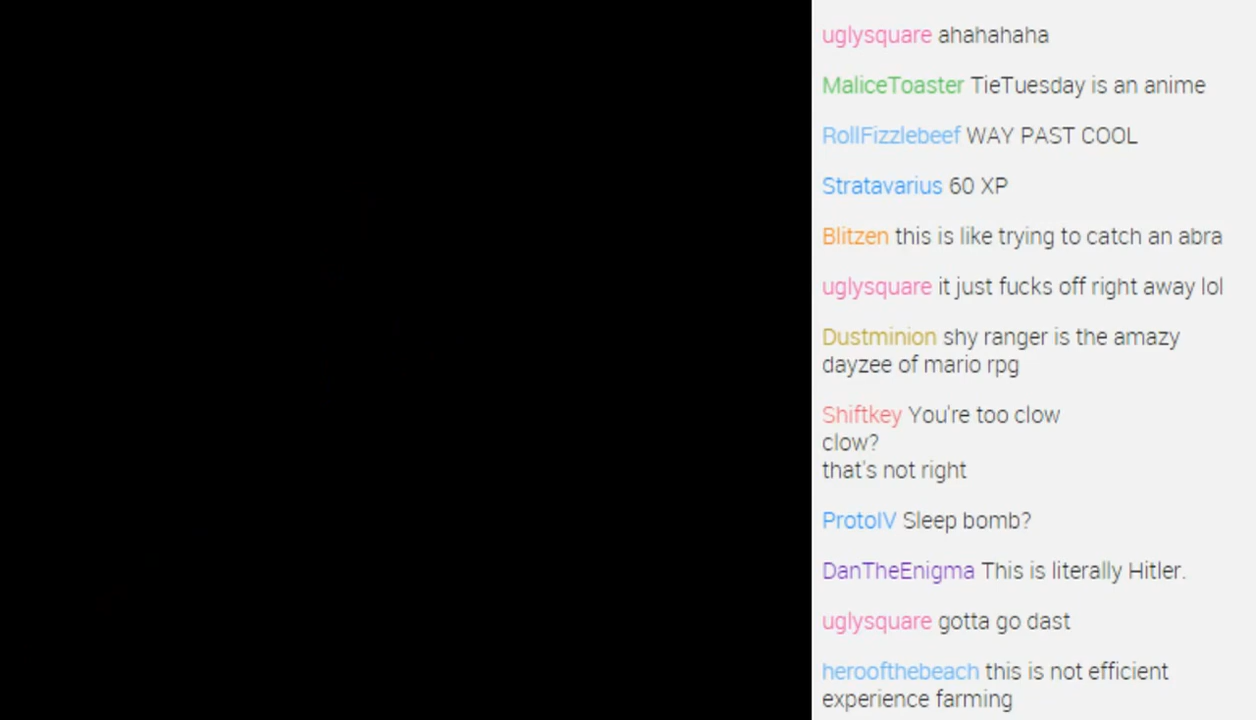 uglysquare ahahahaha
MaliceToaster TieTuesday is an anime
RollFizzlebeef WAY PAST COOL
Stratavarius 60 XP
Blitzen this is like trying to catch an abra
uglysquare it just fucks off right away lol
Dustminion shy ranger is the amazy
dayzee of mario rpg
Shiftkey You're too clow
clow?
that's not right
ProtoIV Sleep bomb?
DanTheEnigma This is literally Hitler.
uglysquare gotta go dast
heroofthebeach this is not efficient
experience farming